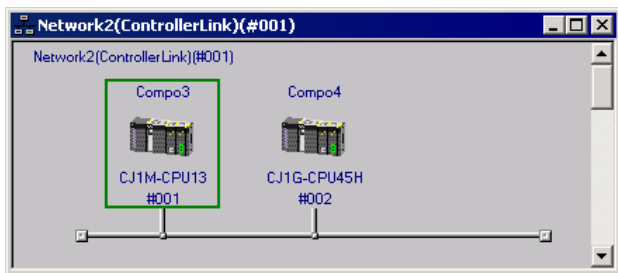 Network2(ControllerLink)(#001)
Network2(ControllerLink)(#001)
Compo3
CJ1M-CPU13
#001
Compo4
CJ1G-CPU45H
#002